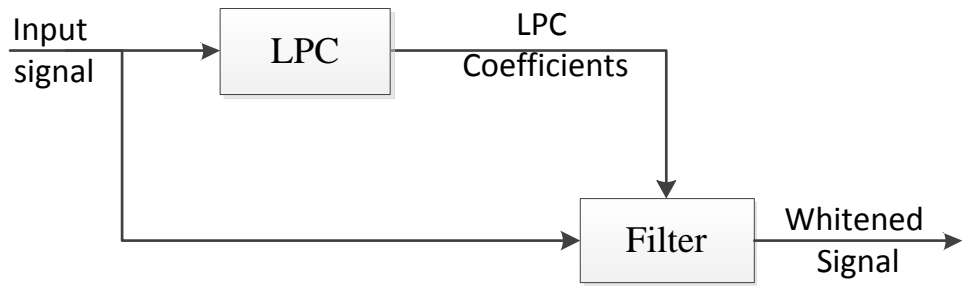 Input
signal
LPC
LPC
Coefficients
Filter
Whitened
Signal